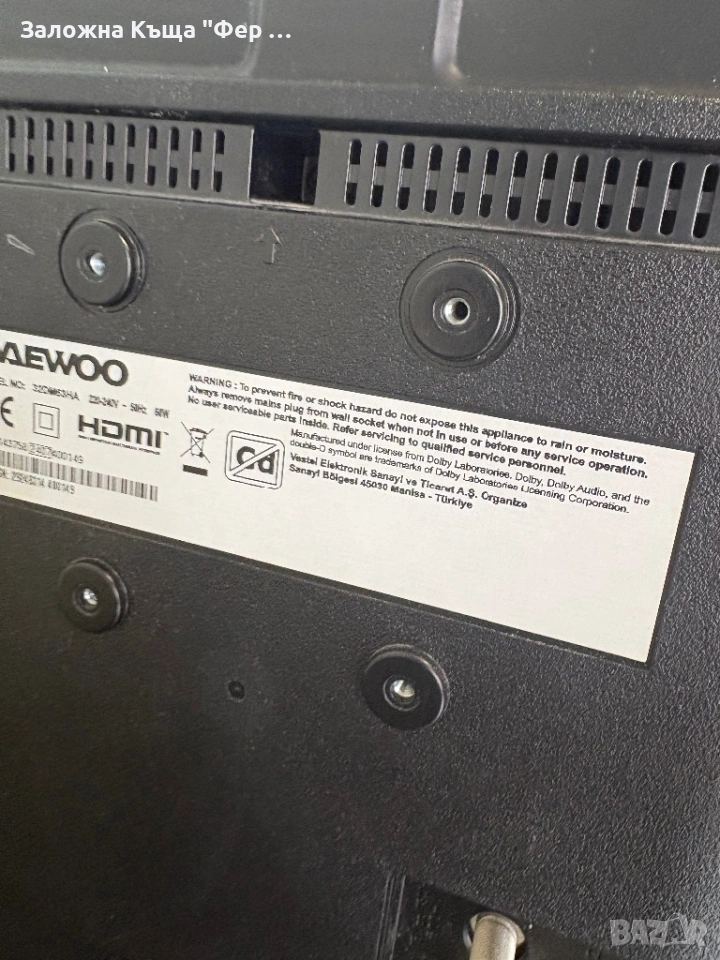 Заложна Къща "Фер ...
AEWOO
EL NO: 32DM63HA 220-240V ~ 50Hz 60W
HDMI
Cd
WARNING : To prevent fire or shock hazard do not expose this appliance to rain or moisture.
Always remove mains plug from wall socket when not in use or before any service operation.
No user serviceable parts inside. Refer servicing to qualified service personnel.
Manufactured under license from Dolby Laboratories. Dolby, Dolby Audio, and the
double-D symbol are trademarks of Dolby Laboratories Licensing Corporation.
Vestel Elektronik Sanayi ve Ticaret A.Ş. Organize
Sanayi Bölgesi 45030 Manisa - Türkiye
BAZAR